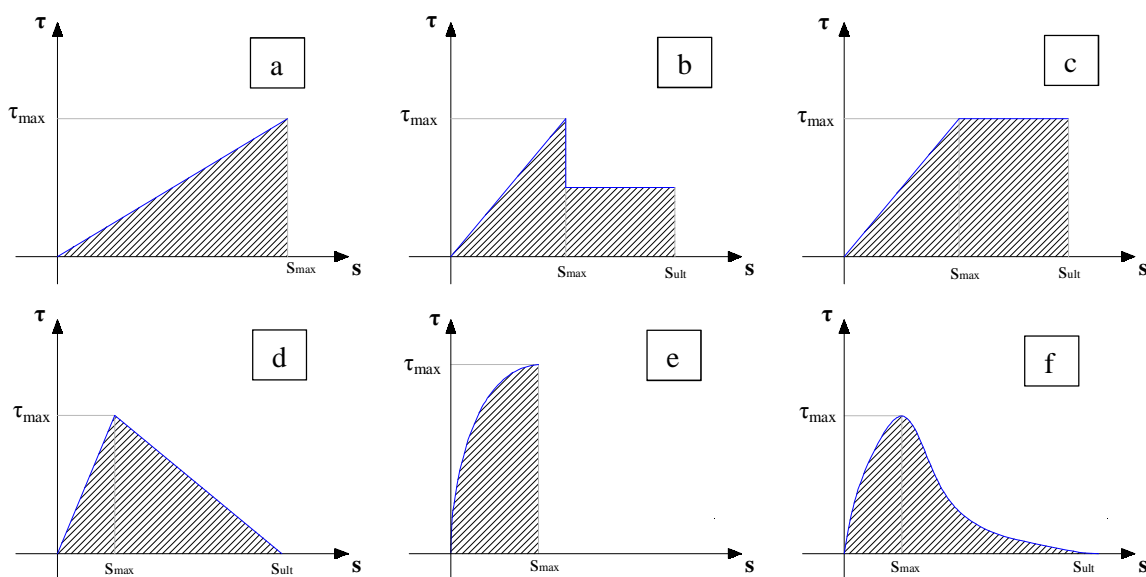 τ τ τ
a b c
τmax τmax τmax
smax s smax sult s smax sult s
τ τ τ
d e f
τmax τmax τmax
smax sult s smax s smax sult s